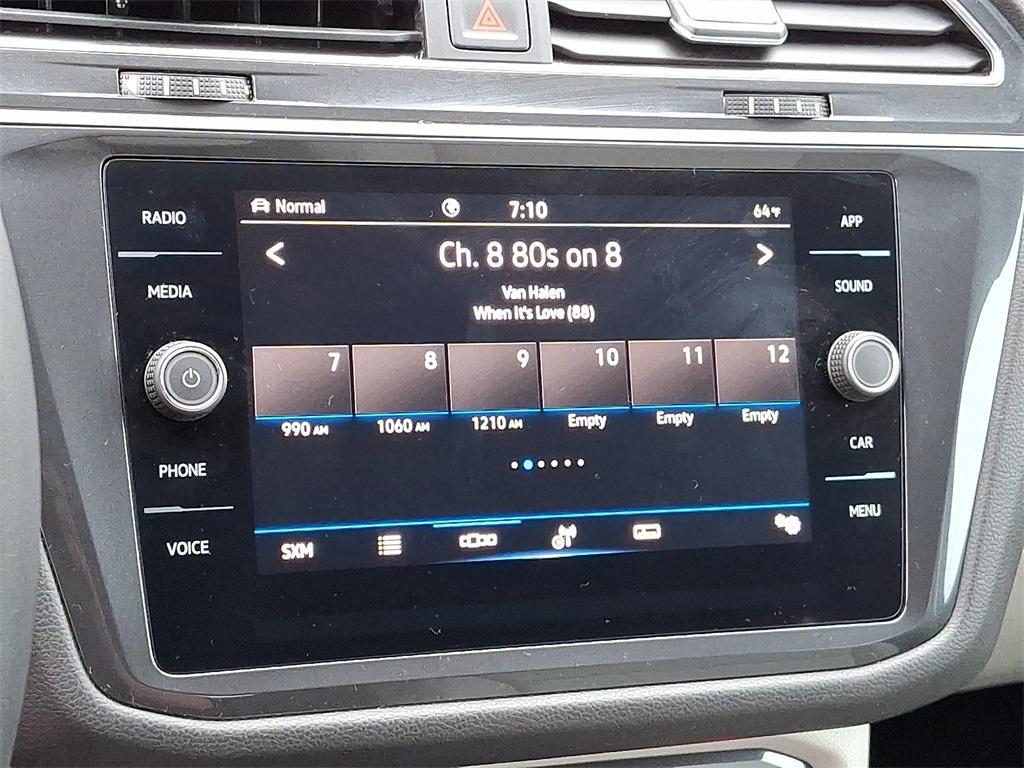 RADIO
MEDIA
PHONE
VOICE
Normal
7:10
64°F
Ch. 8 80s on 8
Van Halen
When It's Love (88)
7 8 9 10 11 12
990 AM 1060 AM 1210 AM Empty Empty Empty
SXM
APP
SOUND
CAR
MENU